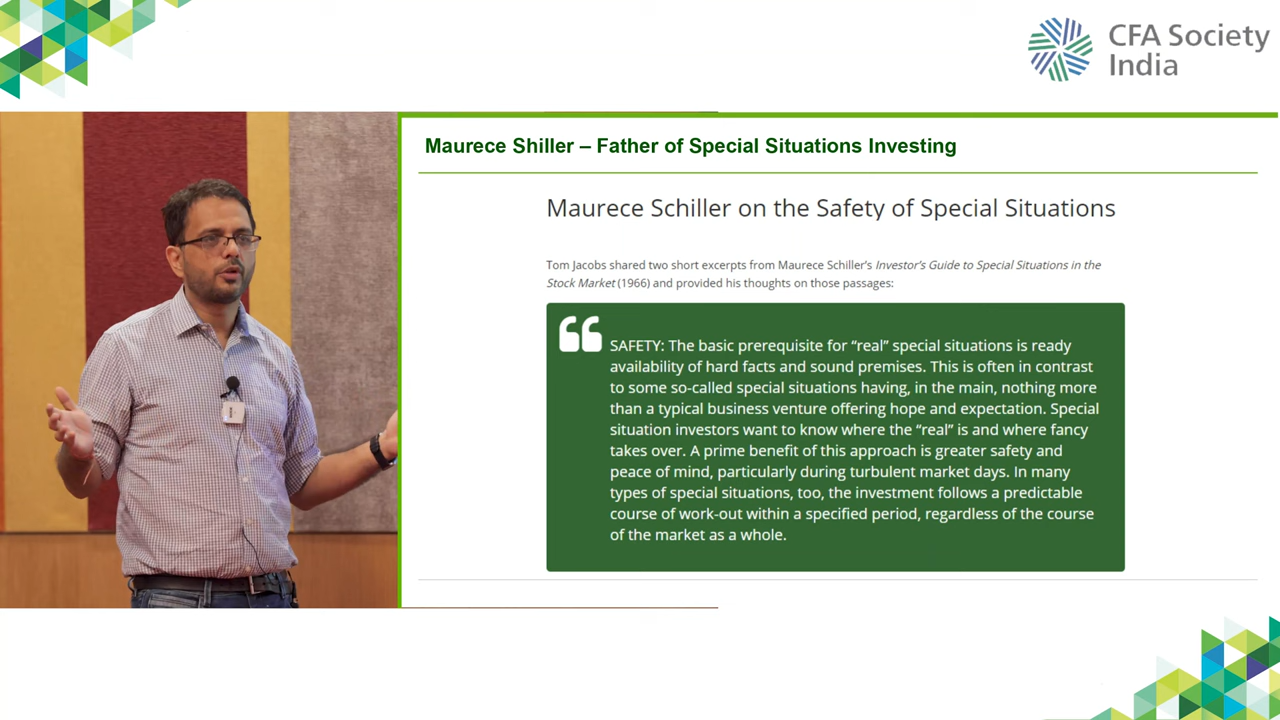 CFA Society
India
Maurece Shiller – Father of Special Situations Investing
Maurece Schiller on the Safety of Special Situations
Tom Jacobs shared two short excerpts from Maurece Schiller's Investor's Guide to Special Situations in the
Stock Market (1966) and provided his thoughts on those passages:
“
SAFETY: The basic prerequisite for “real” special situations is ready
availability of hard facts and sound premises. This is often in contrast
to some so-called special situations having, in the main, nothing more
than a typical business venture offering hope and expectation. Special
situation investors want to know where the “real” is and where fancy
takes over. A prime benefit of this approach is greater safety and
peace of mind, particularly during turbulent market days. In many
types of special situations, too, the investment follows a predictable
course of work-out within a specified period, regardless of the course
of the market as a whole.